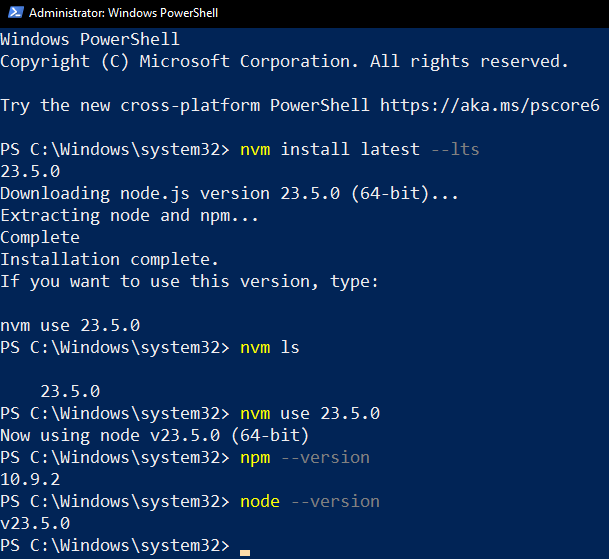 Administrator: Windows PowerShell
Windows PowerShell
Copyright (C) Microsoft Corporation. All rights reserved.
Try the new cross-platform PowerShell https://aka.ms/pscore6
PS C:\Windows\system32> nvm install latest --lts
23.5.0
Downloading node.js version 23.5.0 (64-bit)...
Extracting node and npm...
Complete
Installation complete.
If you want to use this version, type:
nvm use 23.5.0
PS C:\Windows\system32> nvm ls
23.5.0
PS C:\Windows\system32> nvm use 23.5.0
Now using node v23.5.0 (64-bit)
PS C:\Windows\system32> npm --version
10.9.2
PS C:\Windows\system32> node --version
v23.5.0
PS C:\Windows\system32>